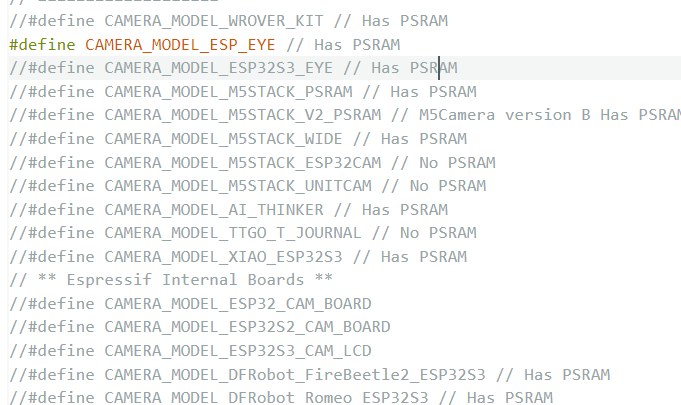 //#define CAMERA_MODEL_WROVER_KIT // Has PSRAM
#define CAMERA_MODEL_ESP_EYE // Has PSRAM
//#define CAMERA_MODEL_ESP32S3_EYE // Has PSRAM
//#define CAMERA_MODEL_M5STACK_PSRAM // Has PSRAM
//#define CAMERA_MODEL_M5STACK_V2_PSRAM // M5Camera version B Has PSRAM
//#define CAMERA_MODEL_M5STACK_WIDE // Has PSRAM
//#define CAMERA_MODEL_M5STACK_ESP32CAM // No PSRAM
//#define CAMERA_MODEL_M5STACK_UNITCAM // No PSRAM
//#define CAMERA_MODEL_AI_THINKER // Has PSRAM
//#define CAMERA_MODEL_TTGO_T_JOURNAL // No PSRAM
//#define CAMERA_MODEL_XIAO_ESP32S3 // Has PSRAM
// ** Espressif Internal Boards **
//#define CAMERA_MODEL_ESP32_CAM_BOARD
//#define CAMERA_MODEL_ESP32S2_CAM_BOARD
//#define CAMERA_MODEL_ESP32S3_CAM_LCD
//#define CAMERA_MODEL_DFRobot_FireBeetle2_ESP32S3 // Has PSRAM
//#define CAMERA_MODEL_DFRobot_Romeo_ESP32S3 // Has PSRAM